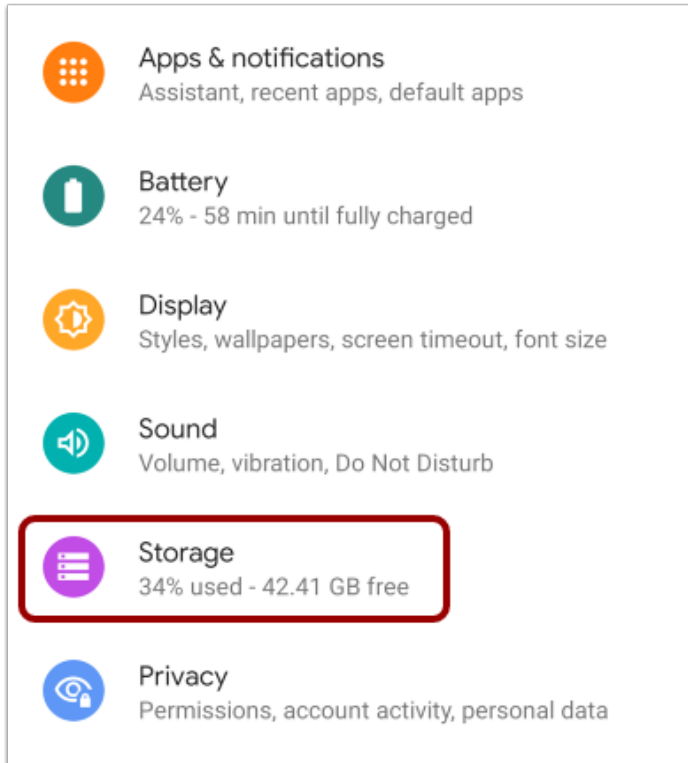 Apps & notifications
Assistant, recent apps, default apps
Battery
24% - 58 min until fully charged
Display
Styles, wallpapers, screen timeout, font size
Sound
Volume, vibration, Do Not Disturb
Storage
34% used - 42.41 GB free
Privacy
Permissions, account activity, personal data